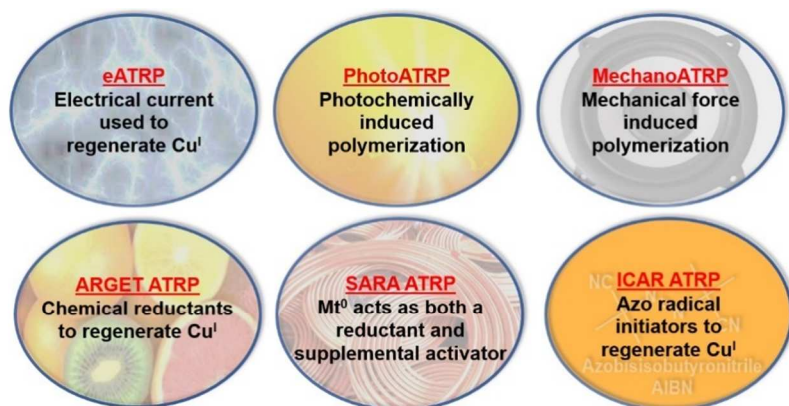 eATRP
Electrical current
used to
regenerate Cuᴵ
PhotoATRP
Photochemically
induced
polymerization
MechanoATRP
Mechanical force
induced
polymerization
ARGET ATRP
Chemical reductants
to regenerate Cuᴵ
SARA ATRP
Mt⁰ acts as both a
reductant and
supplemental activator
ICAR ATRP
Azo radical
initiators to
regenerate Cuᴵ
NC
N
N
CN
Azobisisobutyronitrile
AIBN